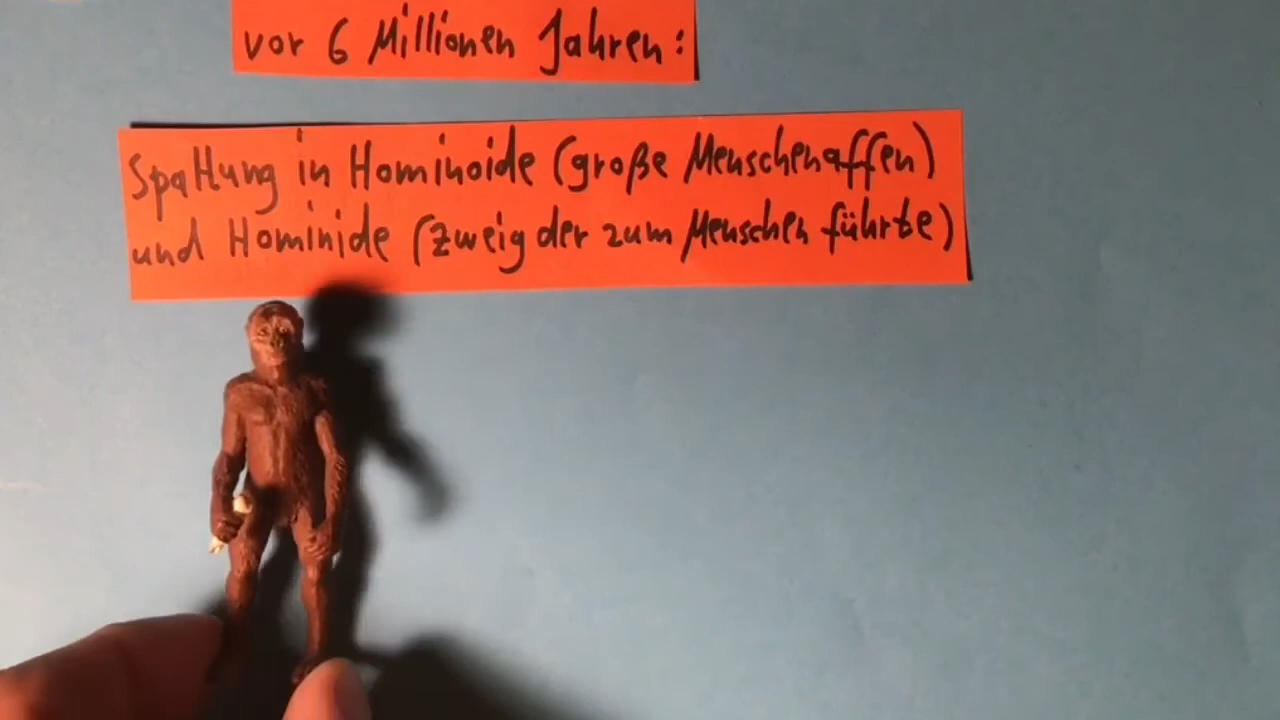 vor 6 Millionen Jahren:
Spaltung in Hominoide (große Menschenaffen)
und Hominide (Zweig der zum Menschen führte)